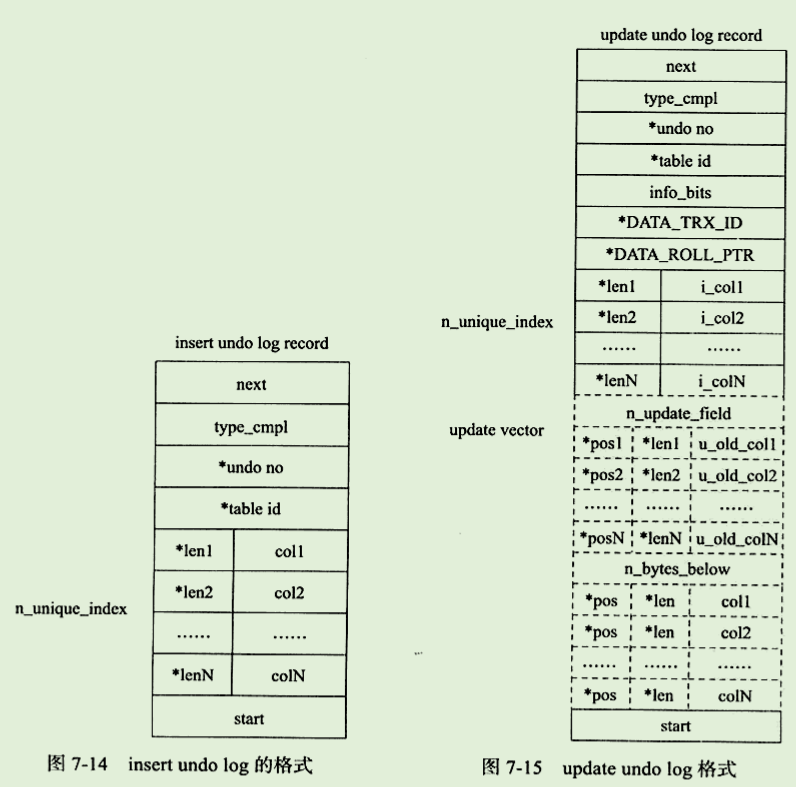 insert undo log record
next
type_cmpl
*undo no
*table id
*len1 col1
*len2 col2
n_unique_index
...... ......
*lenN colN
start
图 7-14 insert undo log 的格式
update undo log record
next
type_cmpl
*undo no
*table id
info_bits
*DATA_TRX_ID
*DATA_ROLL_PTR
*len1 i_col1
*len2 i_col2
n_unique_index
...... ......
*lenN i_colN
n_update_field
update vector
*pos1 *len1 u_old_col1
*pos2 *len2 u_old_col2
...... ...... ......
*posN *lenN u_old_colN
n_bytes_below
*pos *len col1
*pos *len col2
...... ...... ......
*pos *len colN
start
图 7-15 update undo log 格式